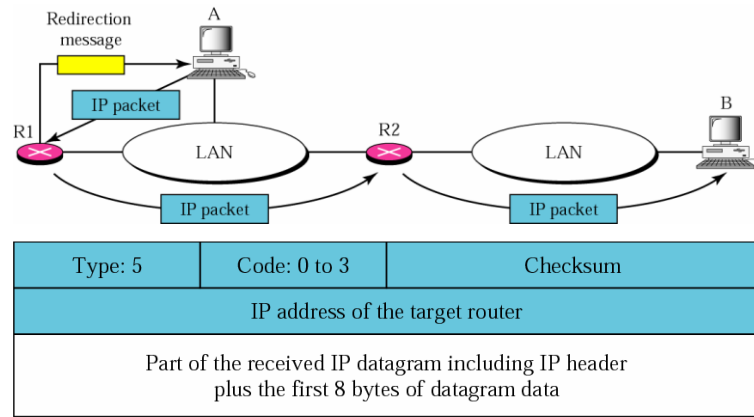 Redirection
message
A
IP packet
R1
LAN
R2
LAN
B
IP packet
IP packet
Type: 5
Code: 0 to 3
Checksum
IP address of the target router
Part of the received IP datagram including IP header
plus the first 8 bytes of datagram data